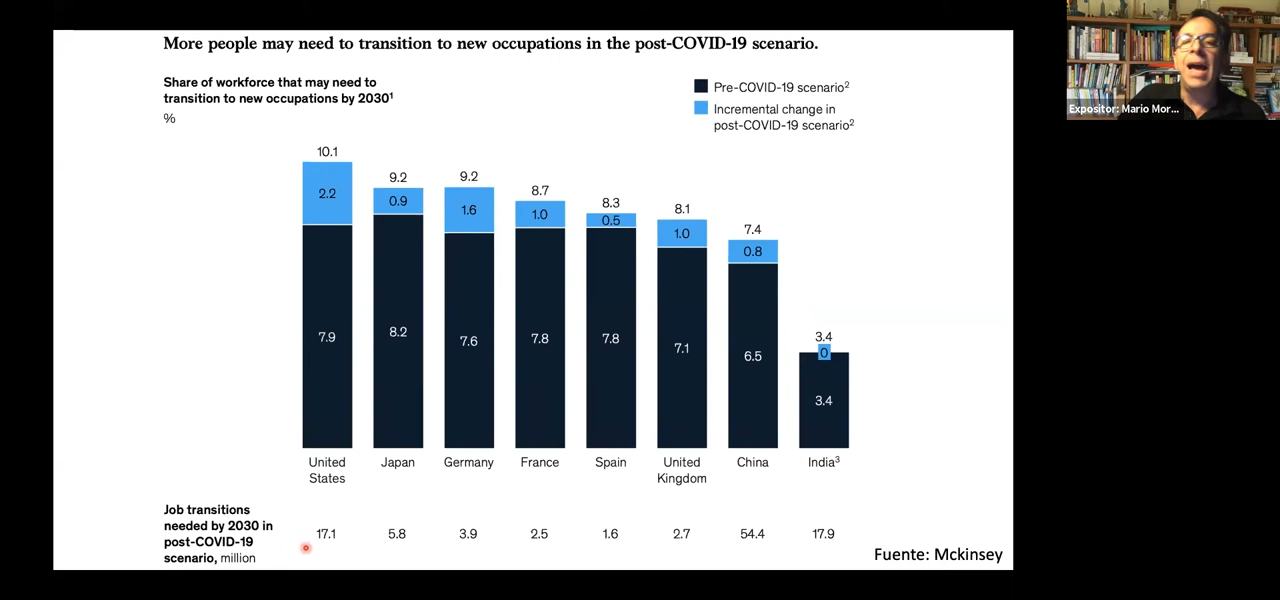 More people may need to transition to new occupations in the post-COVID-19 scenario.
Share of workforce that may need to
transition to new occupations by 2030¹
%
Pre-COVID-19 scenario²
Incremental change in
post-COVID-19 scenario²
10.1
9.2
9.2
8.7
8.3
8.1
7.4
3.4
2.2
0.9
1.6
1.0
0.5
1.0
0.8
0
7.9
8.2
7.6
7.8
7.8
7.1
6.5
3.4
United
States
Japan
Germany
France
Spain
United
Kingdom
China
India³
Job transitions
needed by 2030 in
post-COVID-19
scenario, million
17.1
5.8
3.9
2.5
1.6
2.7
54.4
17.9
Fuente: Mckinsey
Expositor: Mario Mor...